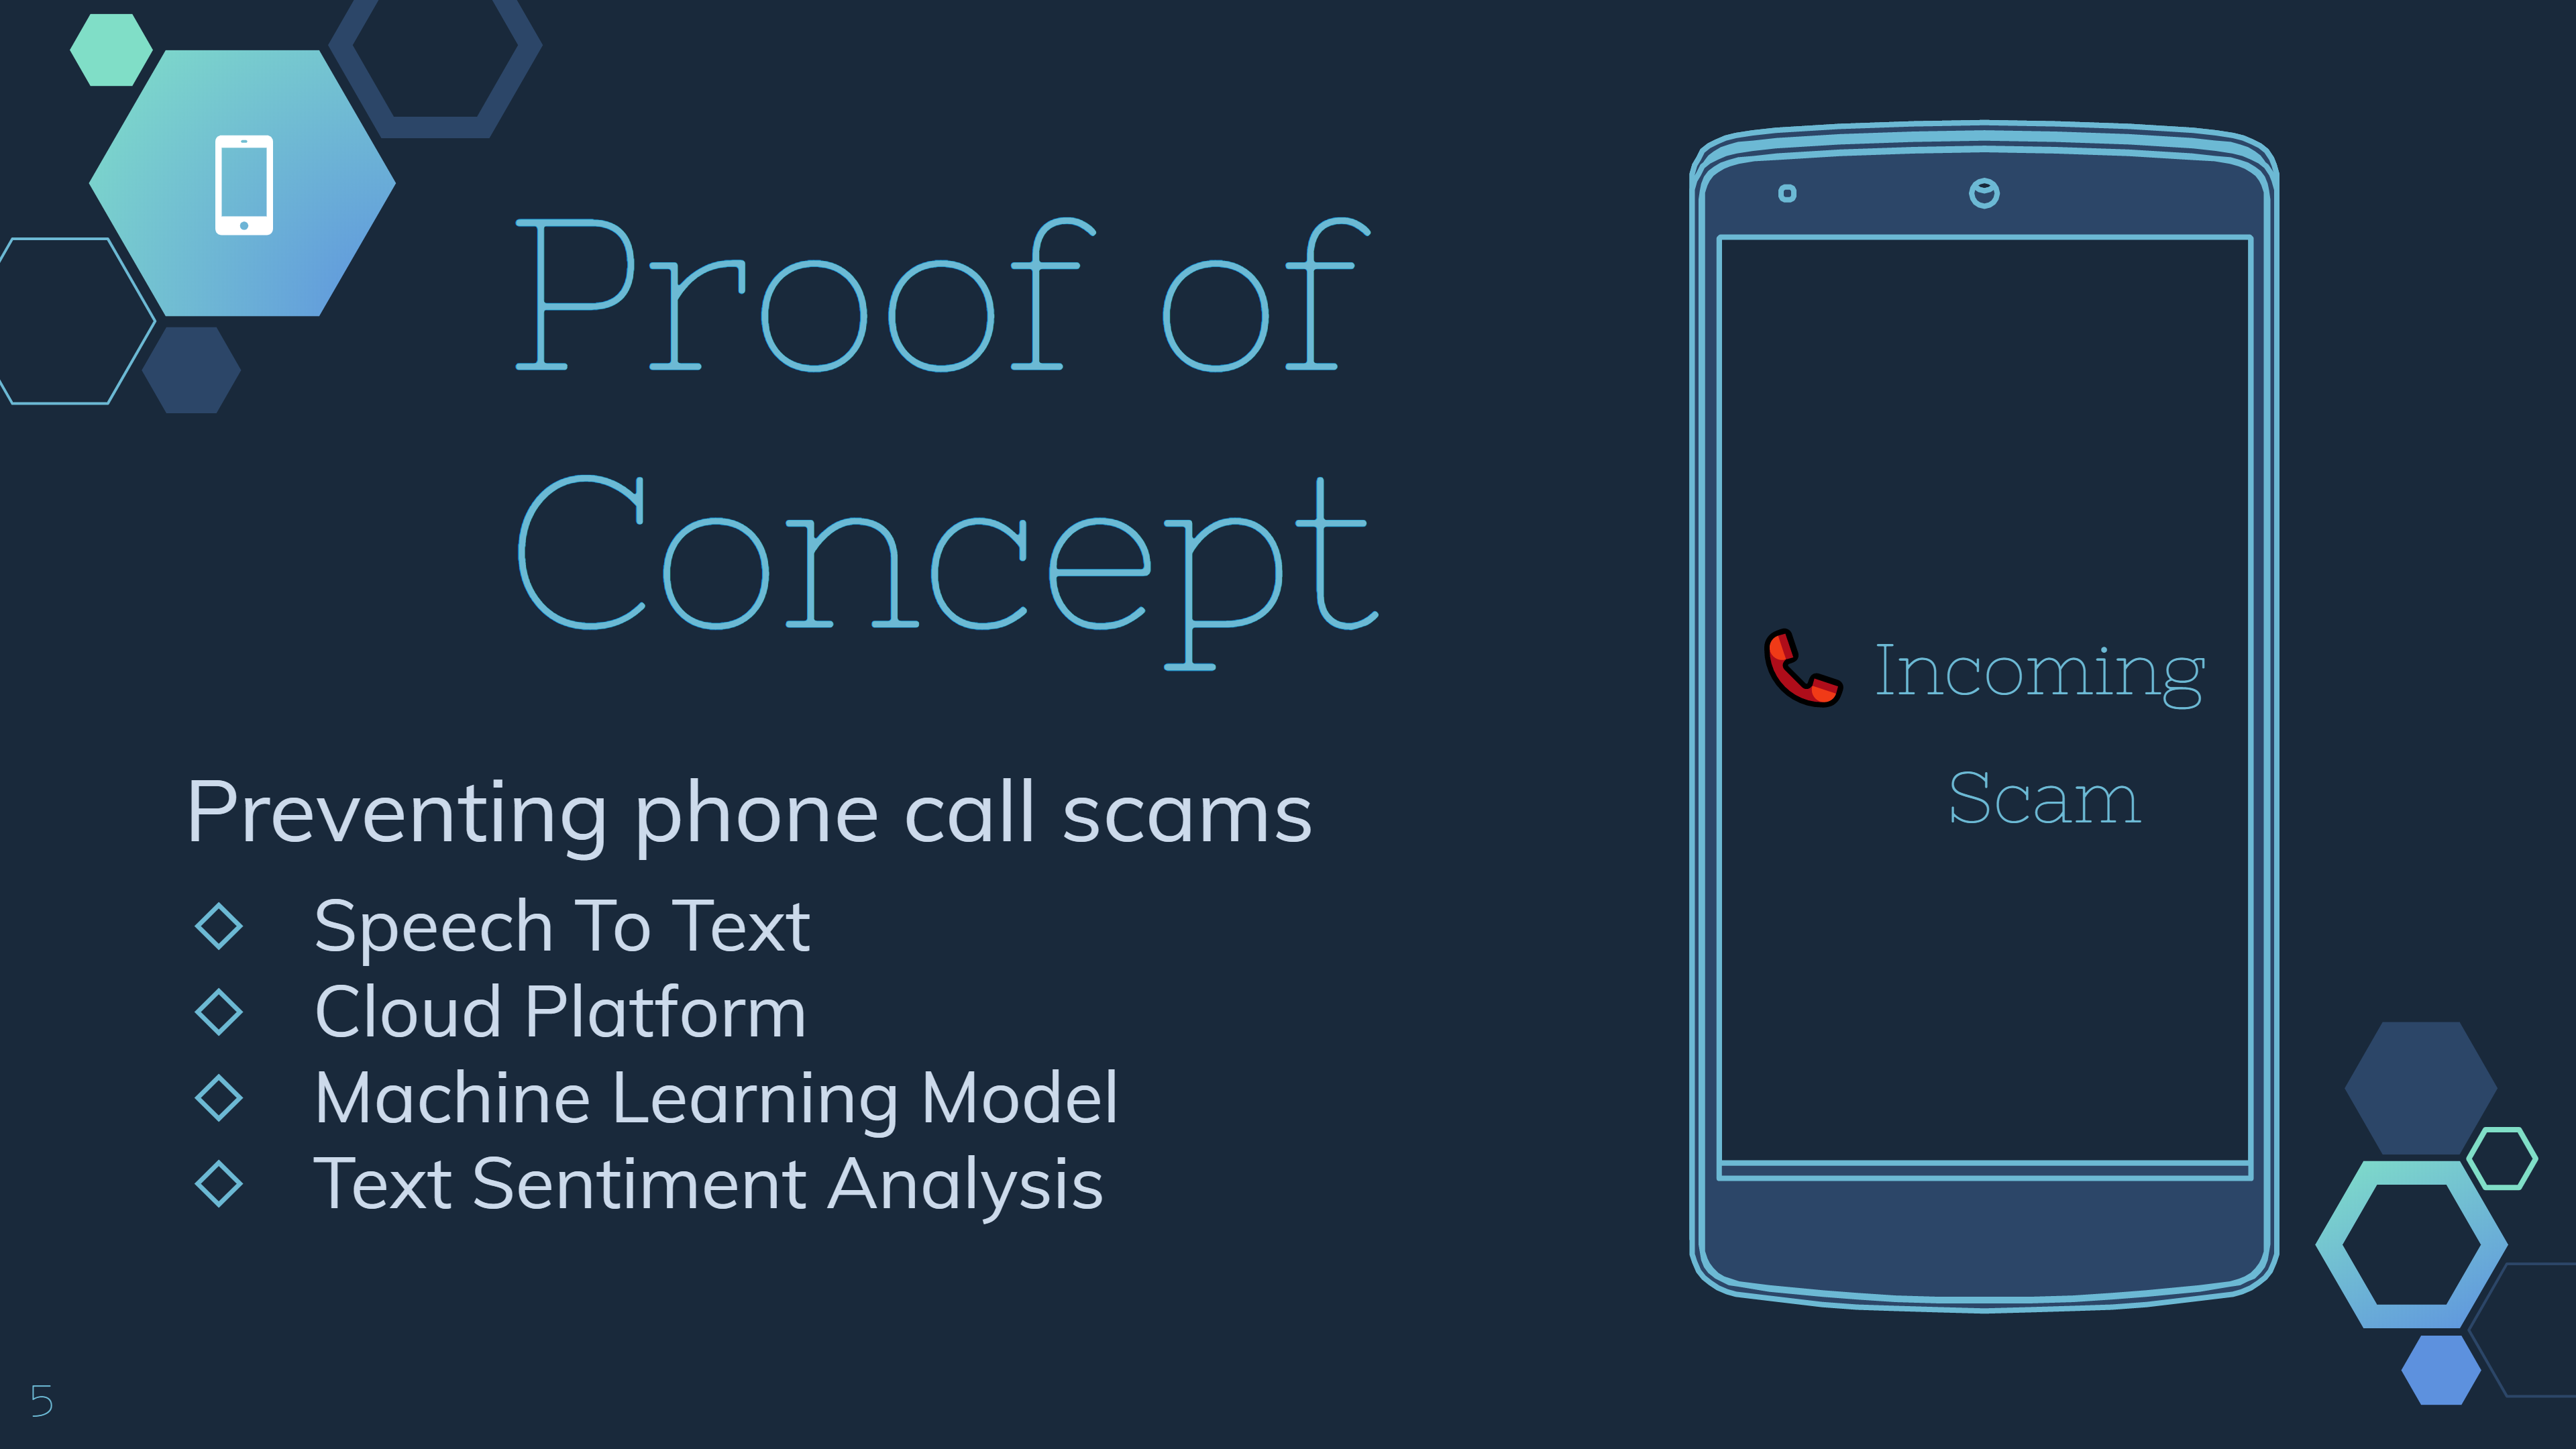 Proof of
Concept
Preventing phone call scams
Speech To Text
Cloud Platform
Machine Learning Model
Text Sentiment Analysis
Incoming
Scam
5